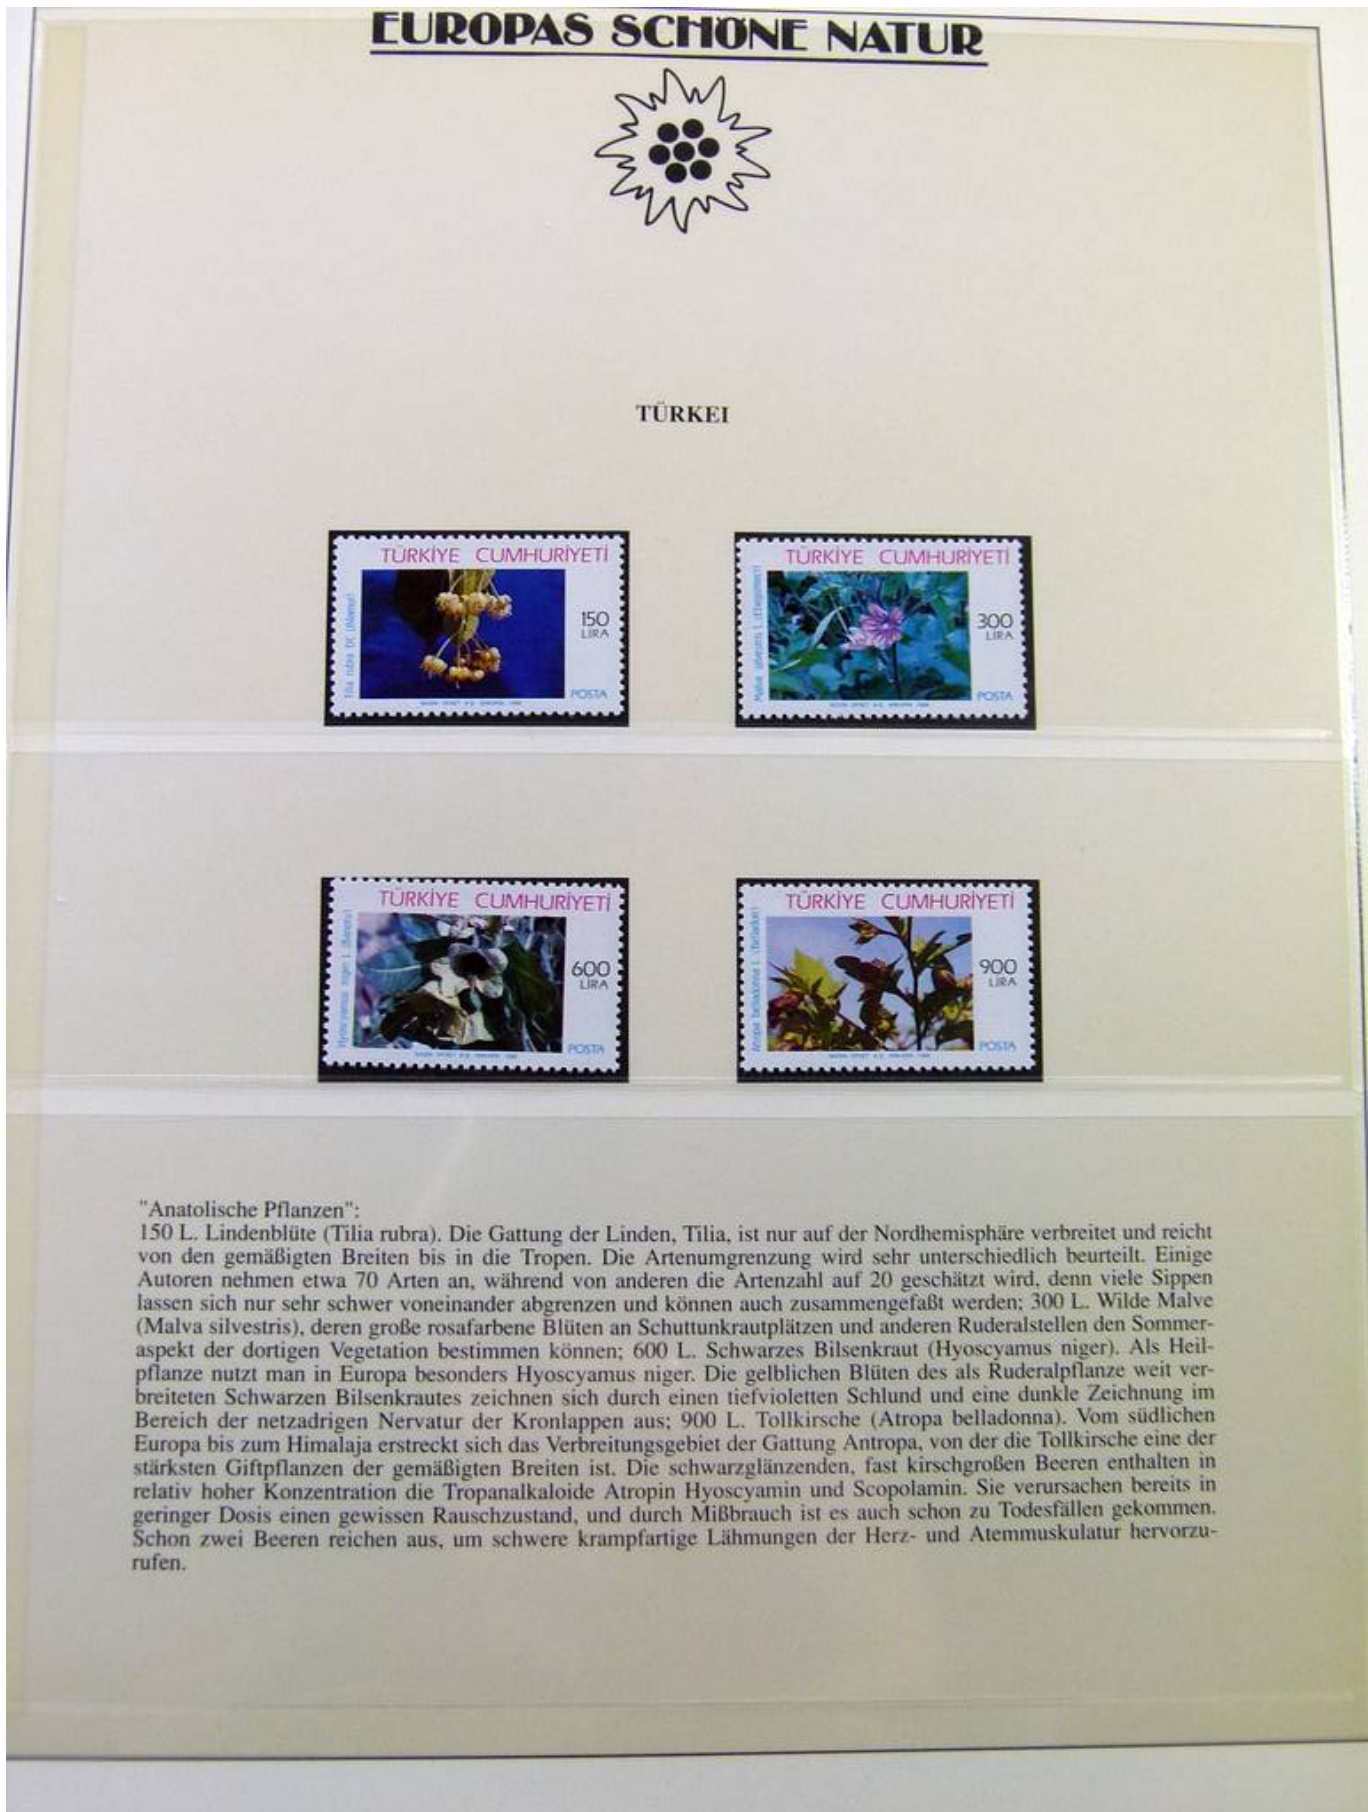 EUROPAS SCHÖNE NATUR
TÜRKEI
TÜRKİYE CUMHURİYETİ
Tilia rubra DC (Ihlamur)
150
LİRA
POSTA
TÜRKİYE CUMHURİYETİ
Malva silvestris L. (Ebegümeci)
300
LİRA
POSTA
TÜRKİYE CUMHURİYETİ
Hyoscyamus niger L. (Banotu)
600
LİRA
POSTA
TÜRKİYE CUMHURİYETİ
Atropa belladonna L.
900
LİRA
POSTA
"Anatolische Pflanzen":
150 L. Lindenblüte (Tilia rubra). Die Gattung der Linden, Tilia, ist nur auf der Nordhemisphäre verbreitet und reicht
von den gemäßigten Breiten bis in die Tropen. Die Artenumgrenzung wird sehr unterschiedlich beurteilt. Einige
Autoren nehmen etwa 70 Arten an, während von anderen die Artenzahl auf 20 geschätzt wird, denn viele Sippen
lassen sich nur sehr schwer voneinander abgrenzen und können auch zusammengefaßt werden; 300 L. Wilde Malve
(Malva silvestris), deren große rosafarbene Blüten an Schuttunkrautplätzen und anderen Ruderalstellen den Sommer-
aspekt der dortigen Vegetation bestimmen können; 600 L. Schwarzes Bilsenkraut (Hyoscyamus niger). Als Heil-
pflanze nutzt man in Europa besonders Hyoscyamus niger. Die gelblichen Blüten des als Ruderalpflanze weit ver-
breiteten Schwarzen Bilsenkrautes zeichnen sich durch einen tiefvioletten Schlund und eine dunkle Zeichnung im
Bereich der netzadrigen Nervatur der Kronlappen aus; 900 L. Tollkirsche (Atropa belladonna). Vom südlichen
Europa bis zum Himalaja erstreckt sich das Verbreitungsgebiet der Gattung Antropa, von der die Tollkirsche eine der
stärksten Giftpflanzen der gemäßigten Breiten ist. Die schwarzglänzenden, fast kirschgroßen Beeren enthalten in
relativ hoher Konzentration die Tropanalkaloide Atropin Hyoscyamin und Scopolamin. Sie verursachen bereits in
geringer Dosis einen gewissen Rauschzustand, und durch Mißbrauch ist es auch schon zu Todesfällen gekommen.
Schon zwei Beeren reichen aus, um schwere krampfartige Lähmungen der Herz- und Atemmuskulatur hervorzu-
rufen.